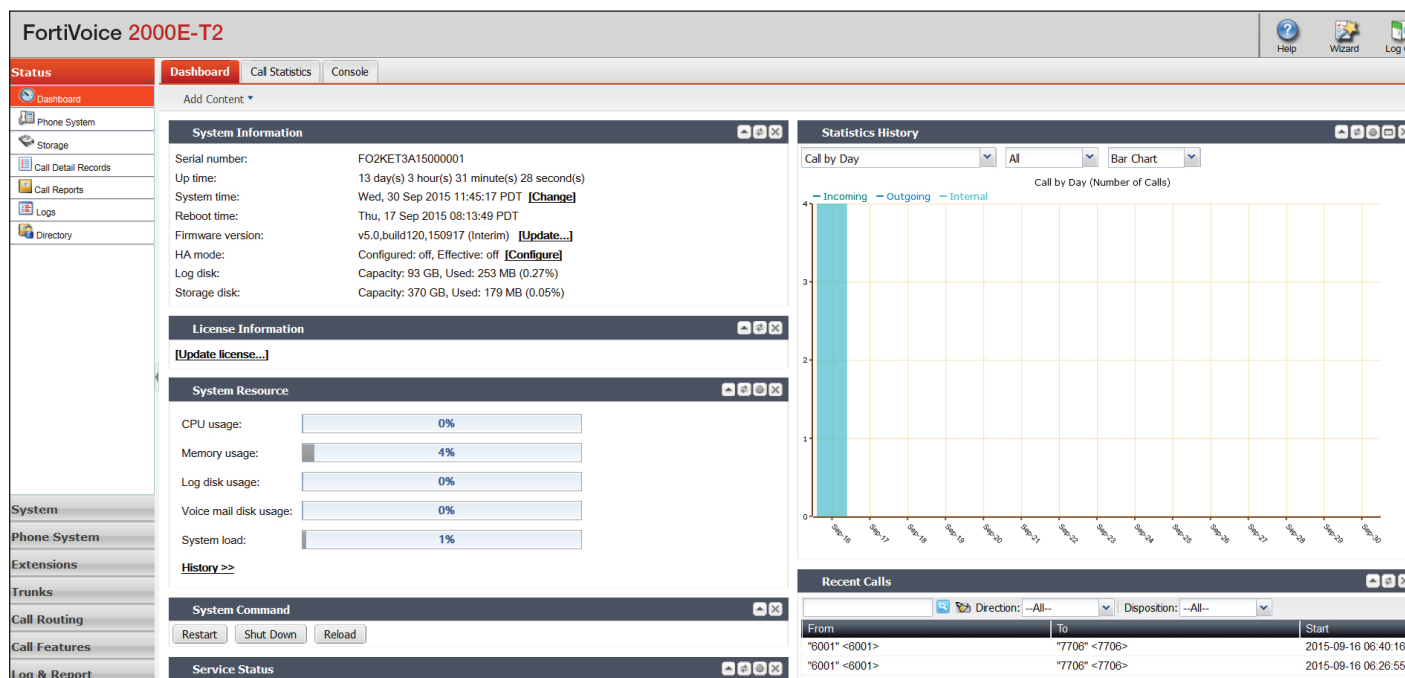 FortiVoice 2000E-T2
Help
Wizard
Log
Status
Dashboard
Phone System
Storage
Call Detail Records
Call Reports
Logs
Directory
System
Phone System
Extensions
Trunks
Call Routing
Call Features
Log & Report
Dashboard Call Statistics Console
Add Content
System Information
Serial number: FO2KET3A15000001
Up time: 13 day(s) 3 hour(s) 31 minute(s) 28 second(s)
System time: Wed, 30 Sep 2015 11:45:17 PDT [Change]
Reboot time: Thu, 17 Sep 2015 08:13:49 PDT
Firmware version: v5.0,build120,150917 (Interim) [Update...]
HA mode: Configured: off, Effective: off [Configure]
Log disk: Capacity: 93 GB, Used: 253 MB (0.27%)
Storage disk: Capacity: 370 GB, Used: 179 MB (0.05%)
License Information
[Update license...]
System Resource
CPU usage: 0%
Memory usage: 4%
Log disk usage: 0%
Voice mail disk usage: 0%
System load: 1%
History >>
System Command
Restart Shut Down Reload
Service Status
Statistics History
Call by Day All Bar Chart
Call by Day (Number of Calls)
Incoming Outgoing Internal
4
3
2
1
0
Sep-16 Sep-17 Sep-18 Sep-19 Sep-20 Sep-21 Sep-22 Sep-23 Sep-24 Sep-25 Sep-26 Sep-27 Sep-28 Sep-29 Sep-30
Recent Calls
Direction: --All-- Disposition: --All--
From To Start
"6001" <6001> "7706" <7706> 2015-09-16 06:40:16
"6001" <6001> "7706" <7706> 2015-09-16 06:26:55